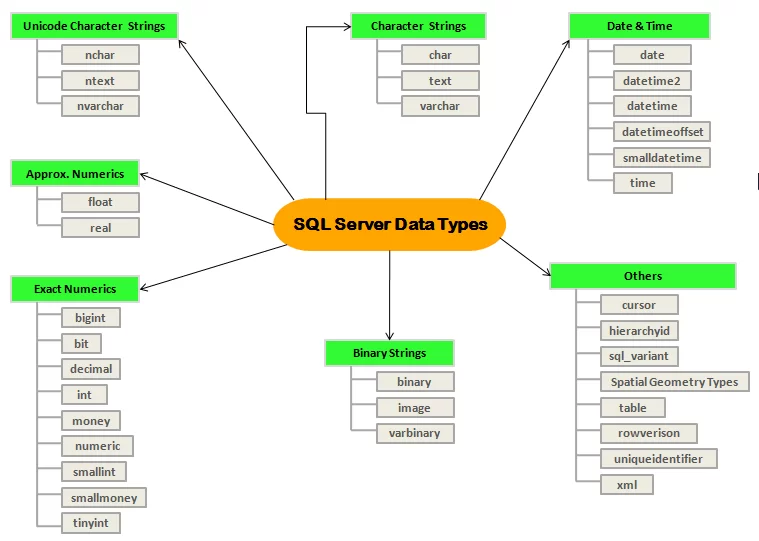 Unicode Character Strings
nchar
ntext
nvarchar
Character Strings
char
text
varchar
Date & Time
date
datetime2
datetime
datetimeoffset
smalldatetime
time
Approx. Numerics
float
real
SQL Server Data Types
Exact Numerics
bigint
bit
decimal
int
money
numeric
smallint
smallmoney
tinyint
Binary Strings
binary
image
varbinary
Others
cursor
hierarchyid
sql_variant
Spatial Geometry Types
table
rowverison
uniqueidentifier
xml